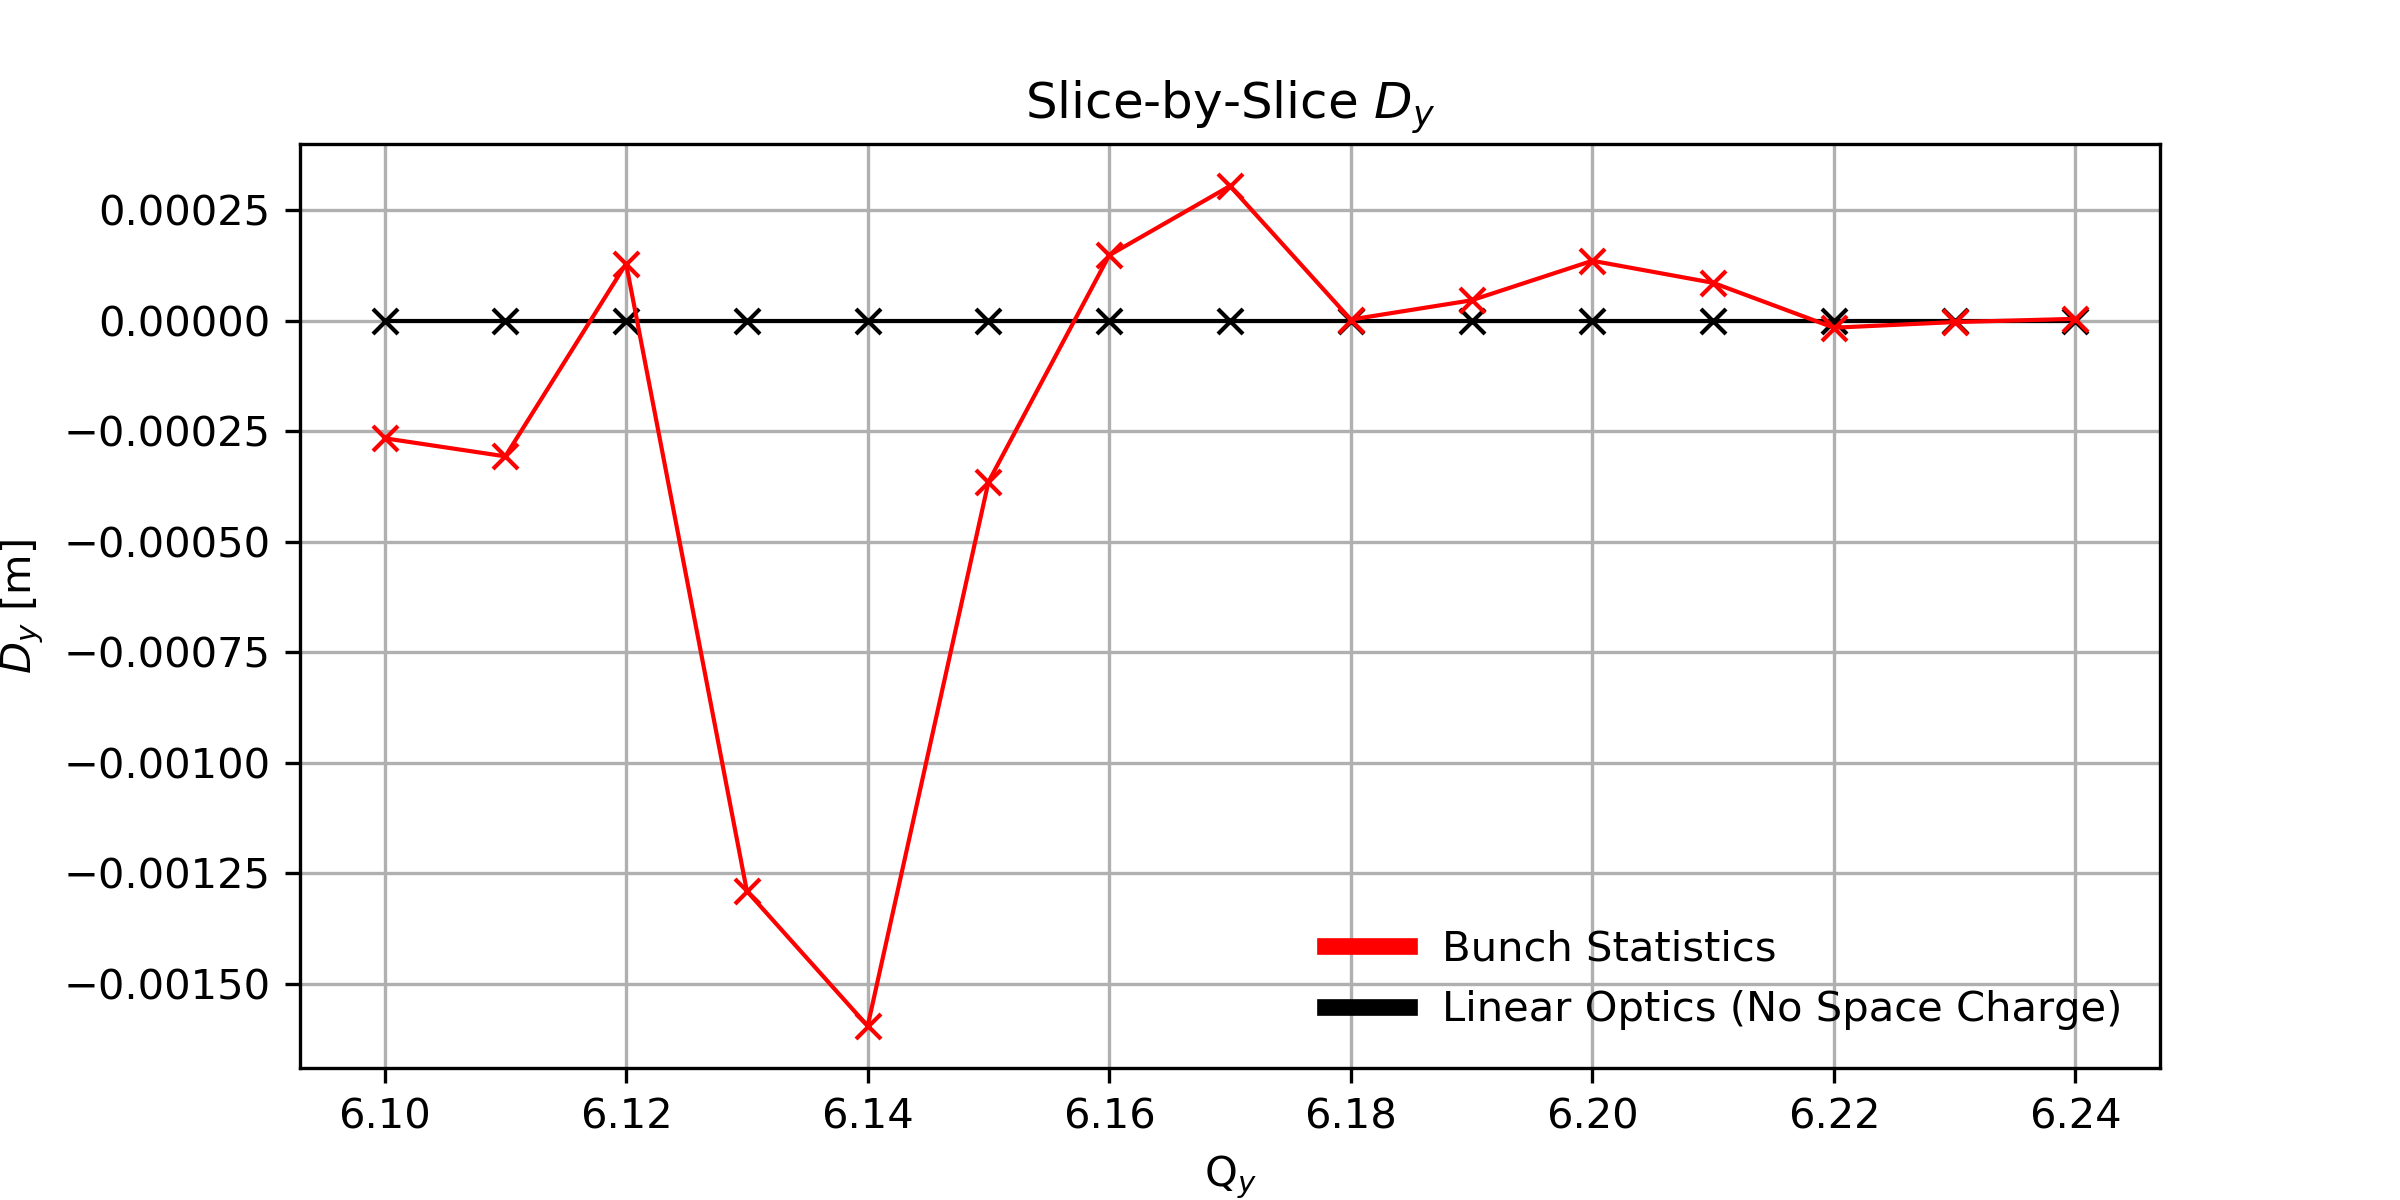 Slice-by-Slice D_y
0.00025
0.00000
−0.00025
−0.00050
−0.00075
−0.00100
−0.00125
−0.00150
D_y [m]
Bunch Statistics
Linear Optics (No Space Charge)
6.10 6.12 6.14 6.16 6.18 6.20 6.22 6.24
Q_y